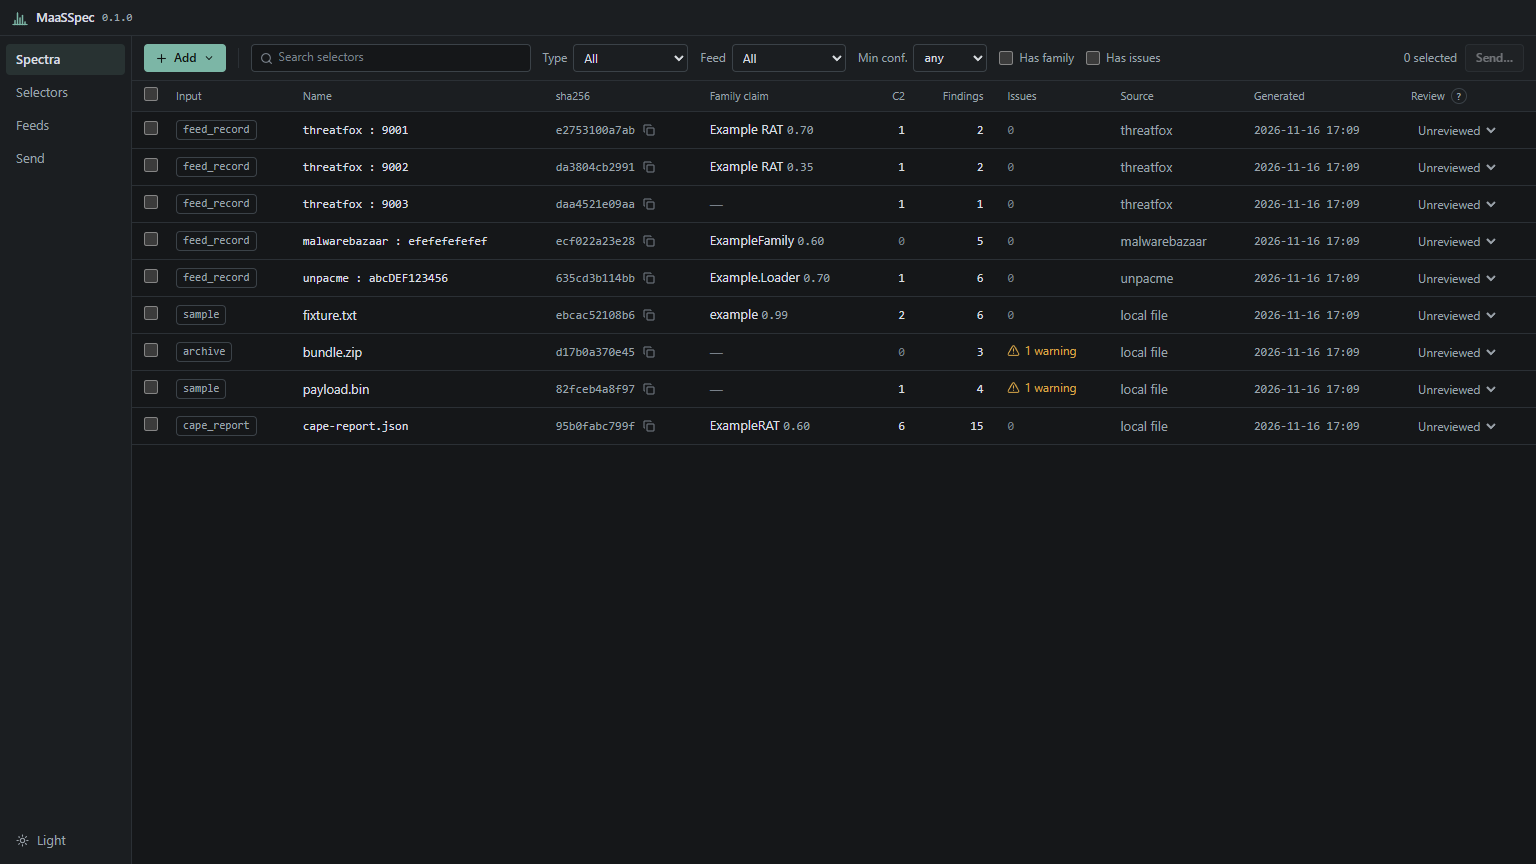 MaaSSpec 0.1.0
Spectra
Selectors
Feeds
Send
Light
Add Search selectors Type All Feed All Min conf. any Has family Has issues 0 selected Send...
Input Name sha256 Family claim C2 Findings Issues Source Generated Review ?
feed_record threatfox : 9001 e2753100a7ab Example RAT 0.70 1 2 0 threatfox 2026-11-16 17:09 Unreviewed
feed_record threatfox : 9002 da3804cb2991 Example RAT 0.35 1 2 0 threatfox 2026-11-16 17:09 Unreviewed
feed_record threatfox : 9003 daa4521e09aa — 1 1 0 threatfox 2026-11-16 17:09 Unreviewed
feed_record malwarebazaar : efefefefefef ecf022a23e28 ExampleFamily 0.60 0 5 0 malwarebazaar 2026-11-16 17:09 Unreviewed
feed_record unpacme : abcDEF123456 635cd3b114bb Example.Loader 0.70 1 6 0 unpacme 2026-11-16 17:09 Unreviewed
sample fixture.txt ebcac52108b6 example 0.99 2 6 0 local file 2026-11-16 17:09 Unreviewed
archive bundle.zip d17b0a370e45 — 0 3 1 warning local file 2026-11-16 17:09 Unreviewed
sample payload.bin 82fceb4a8f97 — 1 4 1 warning local file 2026-11-16 17:09 Unreviewed
cape_report cape-report.json 95b0fabc799f ExampleRAT 0.60 6 15 0 local file 2026-11-16 17:09 Unreviewed